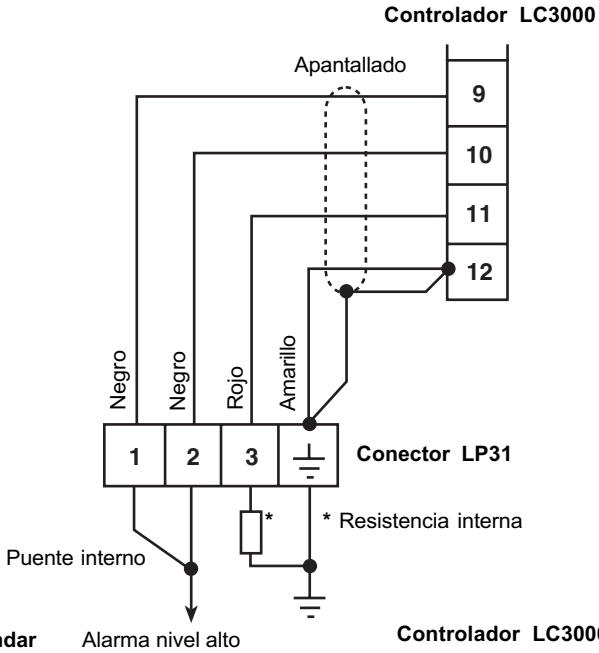 Controlador LC3000
Apantallado
9
10
11
12
Negro
Negro
Rojo
Amarillo
1
2
3
Conector LP31
*
* Resistencia interna
Puente interno
Alarma nivel alto
Controlador LC3000